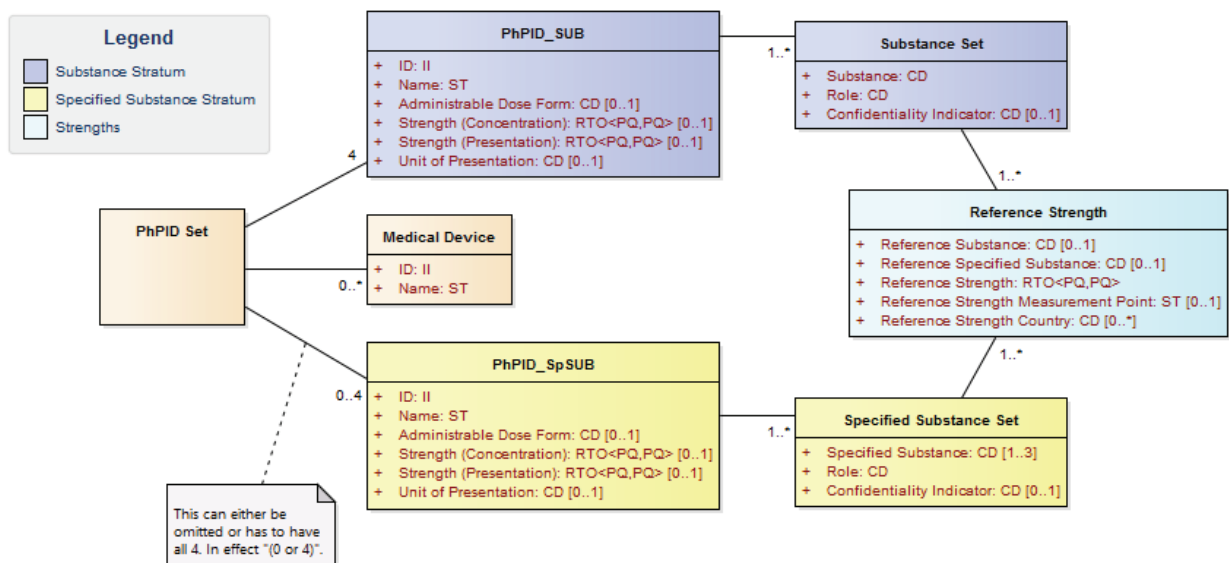 Legend
Substance Stratum
Specified Substance Stratum
Strengths
PhPID_SUB
+ ID: II
+ Name: ST
+ Administrable Dose Form: CD [0..1]
+ Strength (Concentration): RTO<PQ,PQ> [0..1]
+ Strength (Presentation): RTO<PQ,PQ> [0..1]
+ Unit of Presentation: CD [0..1]
1..*
Substance Set
+ Substance: CD
+ Role: CD
+ Confidentiality Indicator: CD [0..1]
4
1..*
PhPID Set
Medical Device
+ ID: II
+ Name: ST
0..*
Reference Strength
+ Reference Substance: CD [0..1]
+ Reference Specified Substance: CD [0..1]
+ Reference Strength: RTO<PQ,PQ>
+ Reference Strength Measurement Point: ST [0..1]
+ Reference Strength Country: CD [0..*]
1..*
0..4
PhPID_SpSUB
+ ID: II
+ Name: ST
+ Administrable Dose Form: CD [0..1]
+ Strength (Concentration): RTO<PQ,PQ> [0..1]
+ Strength (Presentation): RTO<PQ,PQ> [0..1]
+ Unit of Presentation: CD [0..1]
1..*
Specified Substance Set
+ Specified Substance: CD [1..3]
+ Role: CD
+ Confidentiality Indicator: CD [0..1]
This can either be
omitted or has to have
all 4. In effect "(0 or 4)".